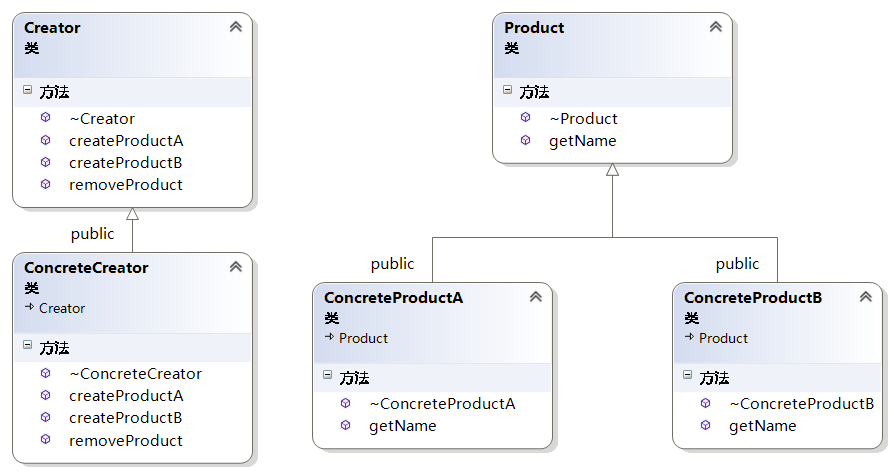 Creator
类
方法
~Creator
createProductA
createProductB
removeProduct
public
ConcreteCreator
类
Creator
方法
~ConcreteCreator
createProductA
createProductB
removeProduct
Product
类
方法
~Product
getName
public
ConcreteProductA
类
Product
方法
~ConcreteProductA
getName
public
ConcreteProductB
类
Product
方法
~ConcreteProductB
getName